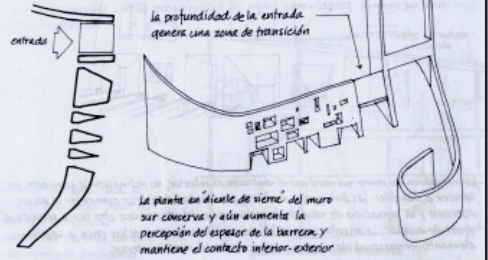 entrada
la profundidad de la entrada
genera una zona de transición
la planta en diente de sierra del muro
sur conserva y aún aumenta la
percepción del espesor de la barrera, y
mantiene el contacto interior-exterior